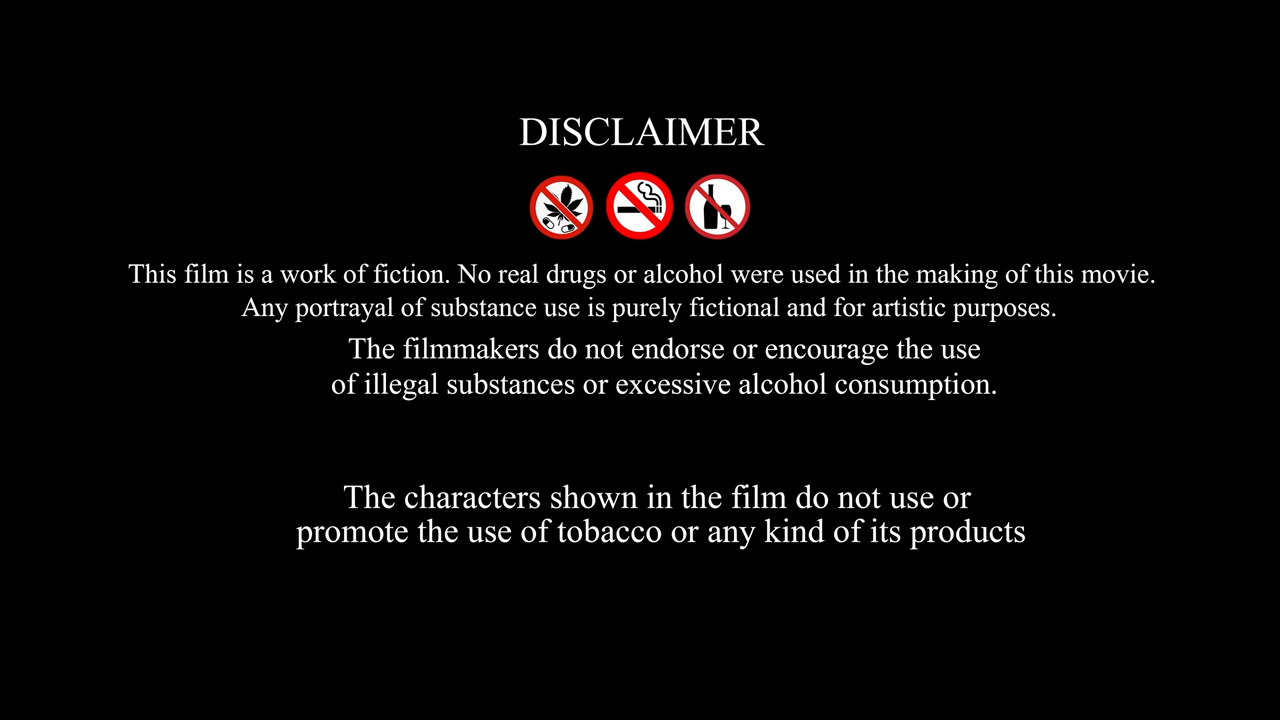 DISCLAIMER
This film is a work of fiction. No real drugs or alcohol were used in the making of this movie.
Any portrayal of substance use is purely fictional and for artistic purposes.
The filmmakers do not endorse or encourage the use
of illegal substances or excessive alcohol consumption.
The characters shown in the film do not use or
promote the use of tobacco or any kind of its products